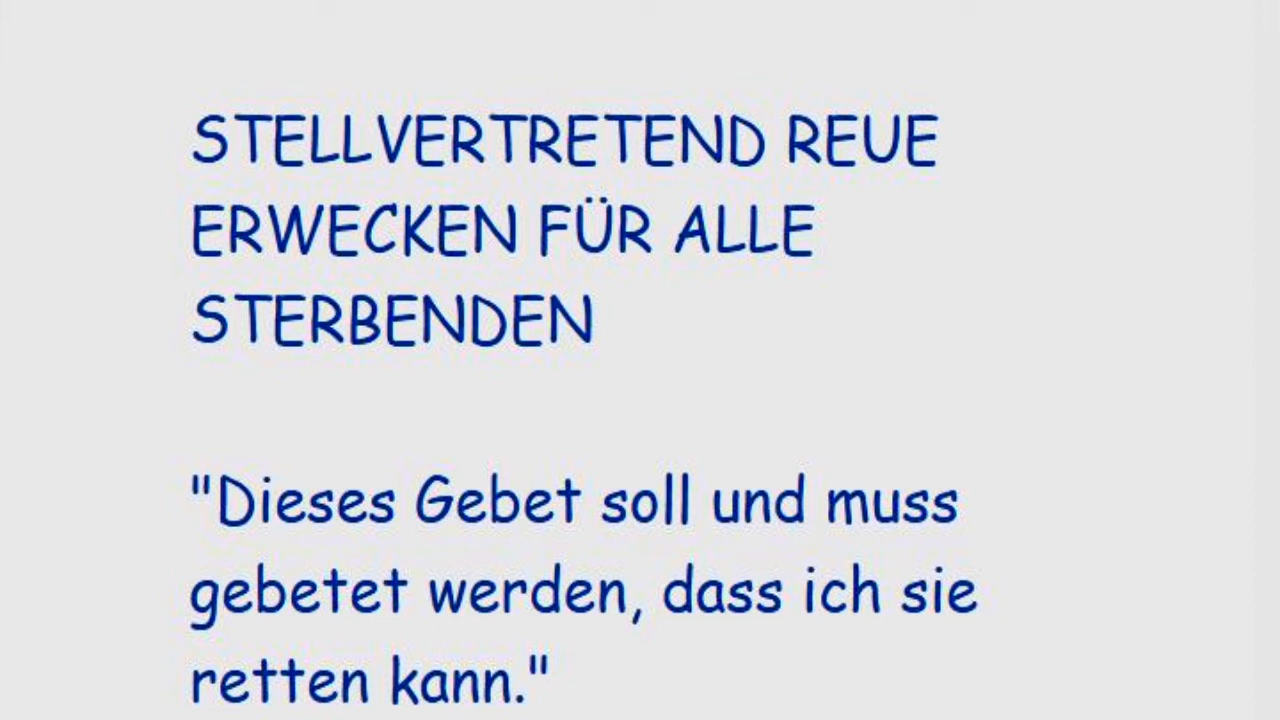 STELLVERTRETEND REUE
ERWECKEN FÜR ALLE
STERBENDEN
"Dieses Gebet soll und muss
gebetet werden, dass ich sie
retten kann."